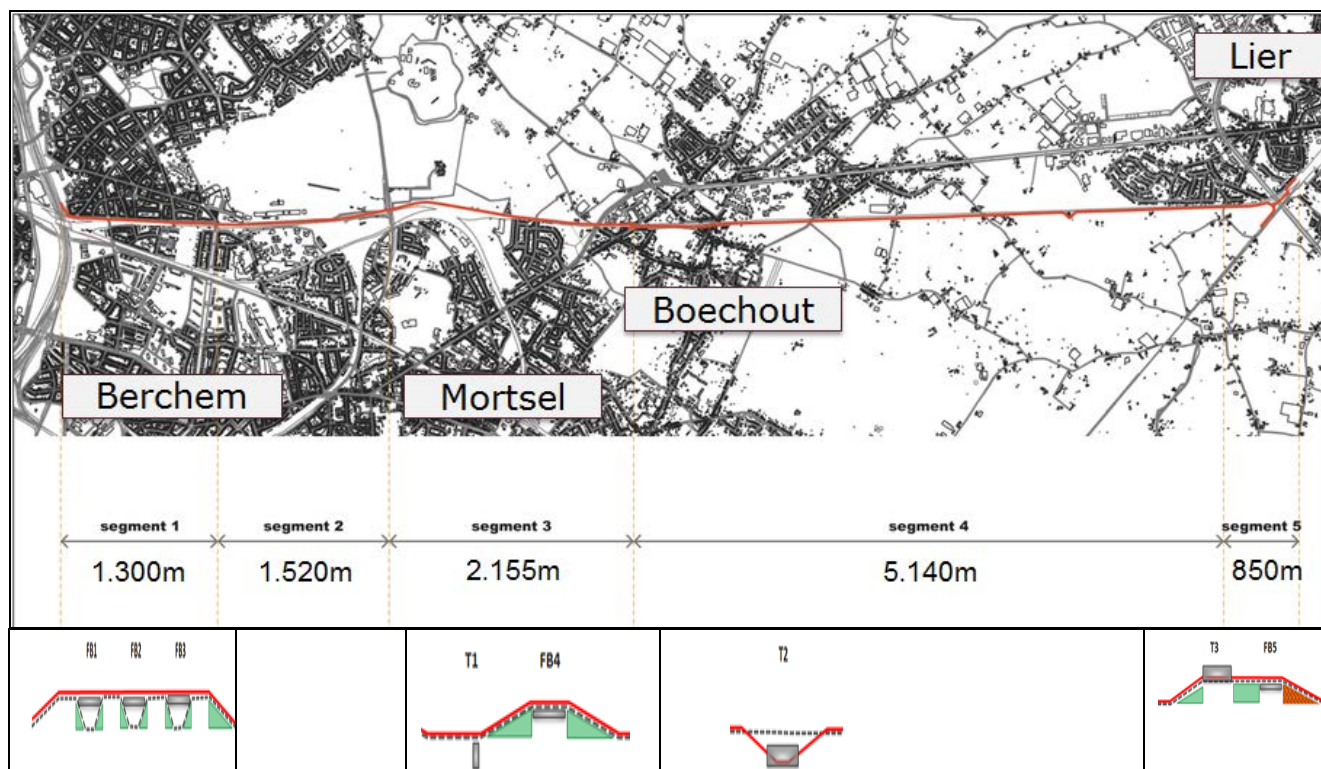 Lier
Boechout
Berchem
Mortsel
segment 1
segment 2
segment 3
segment 4
segment 5
1.300m
1.520m
2.155m
5.140m
850m
FB1
FB2
FB3
T1
FB4
T2
T3
FB5